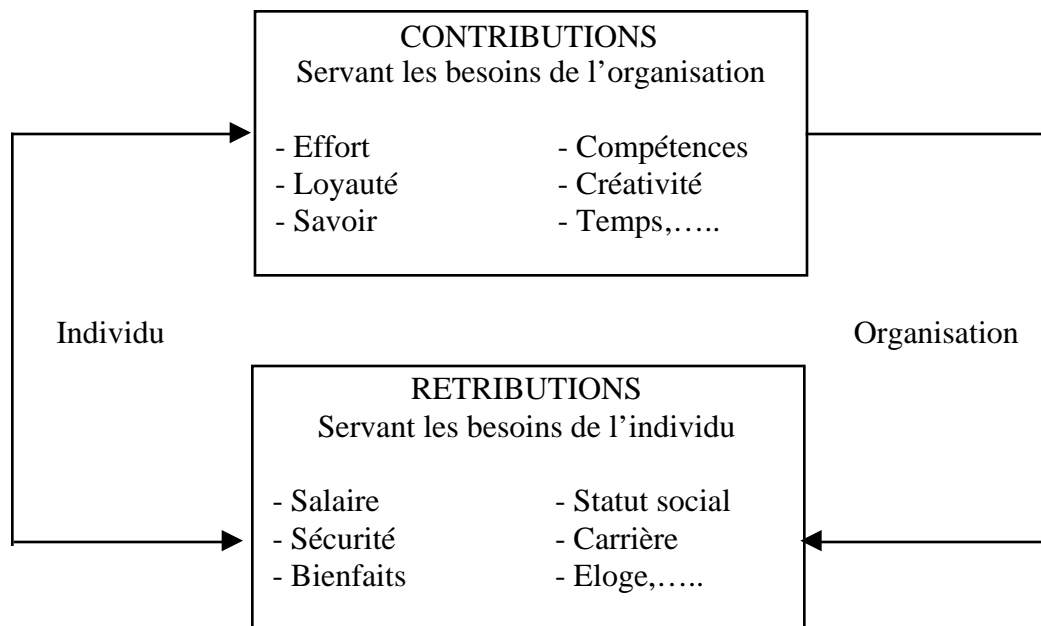 CONTRIBUTIONS
Servant les besoins de l’organisation
- Effort - Compétences
- Loyauté - Créativité
- Savoir - Temps,…..
Individu Organisation
RETRIBUTIONS
Servant les besoins de l’individu
- Salaire - Statut social
- Sécurité - Carrière
- Bienfaits - Eloge,…..